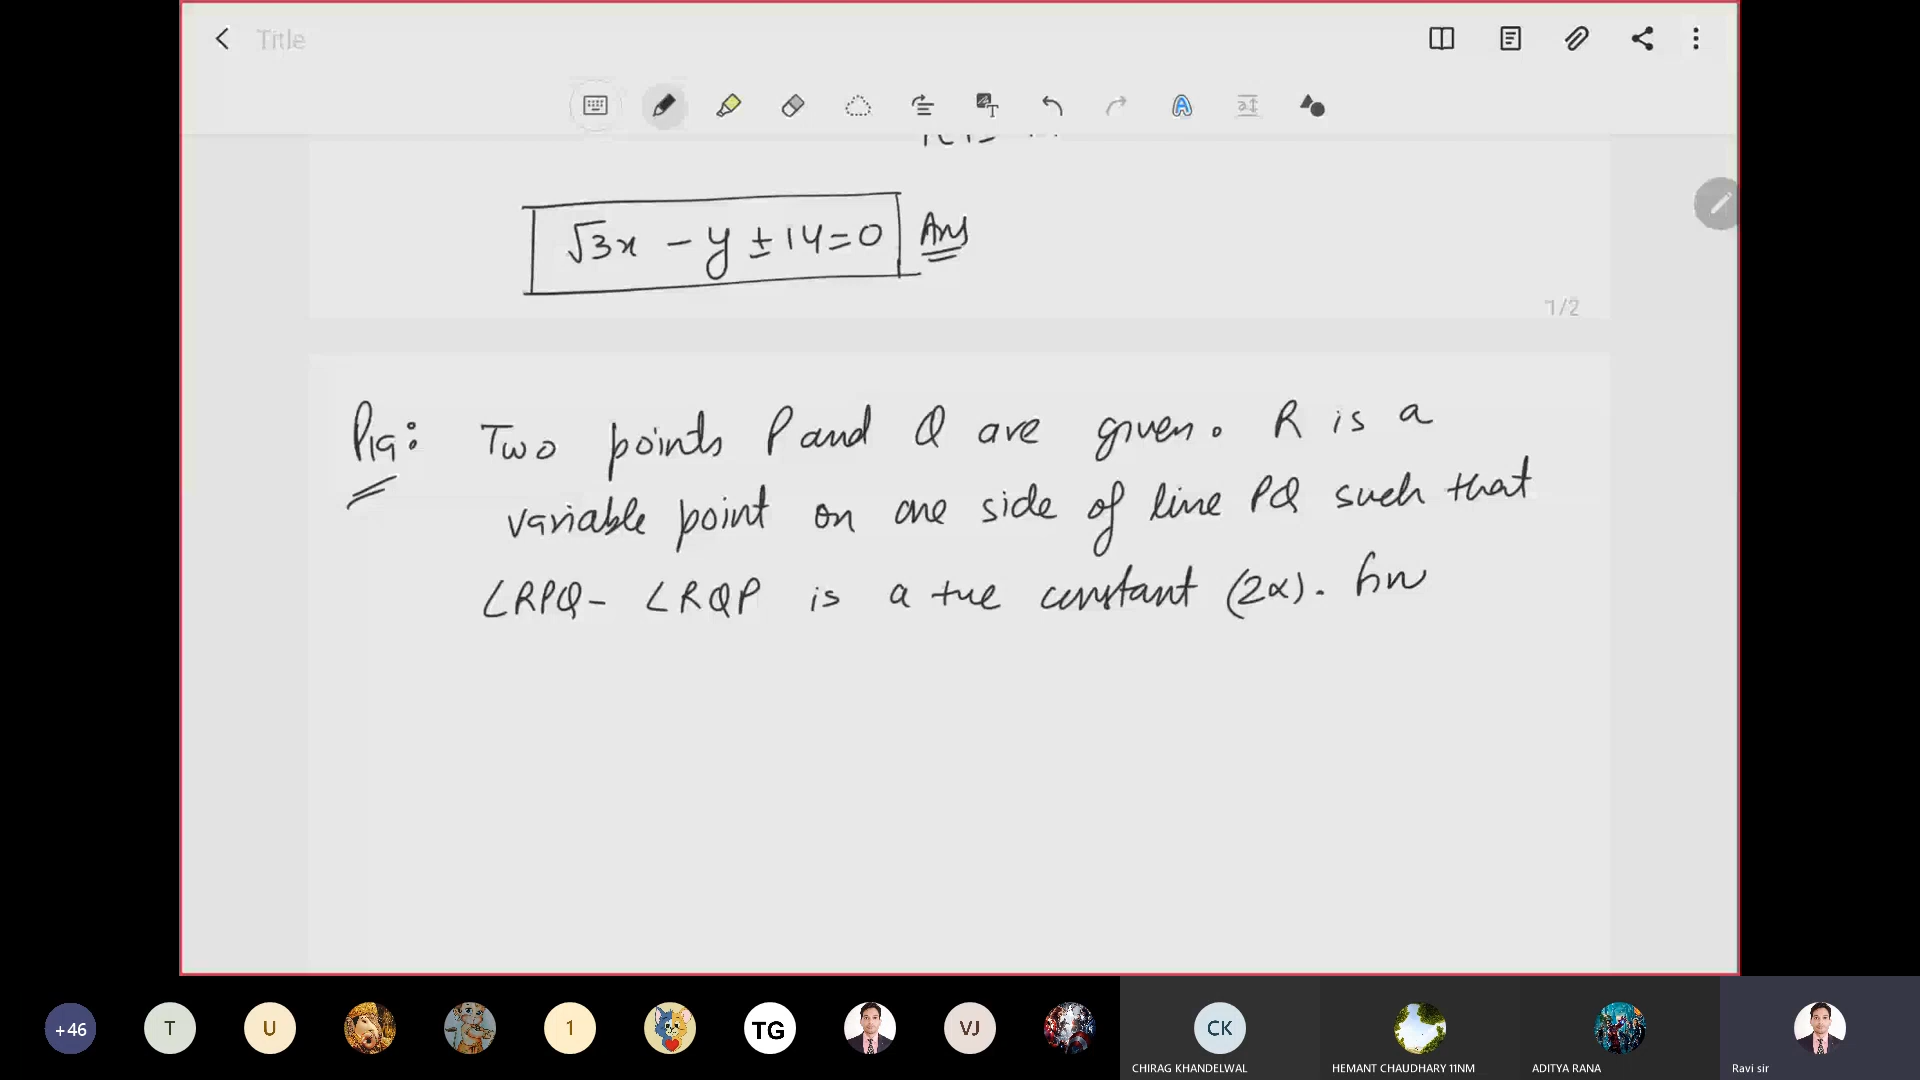 Title
√3x - y ± 14 = 0 Ans
1/2
Two points P and Q are given. R is a
variable point on one side of line PQ such that
∠RPQ - ∠RQP is a +ve constant (2α). fin
+46
T
U
1
TG
VJ
CK
CHIRAG KHANDELWAL
HEMANT CHAUDHARY 11NM
ADITYA RANA
Ravi sir